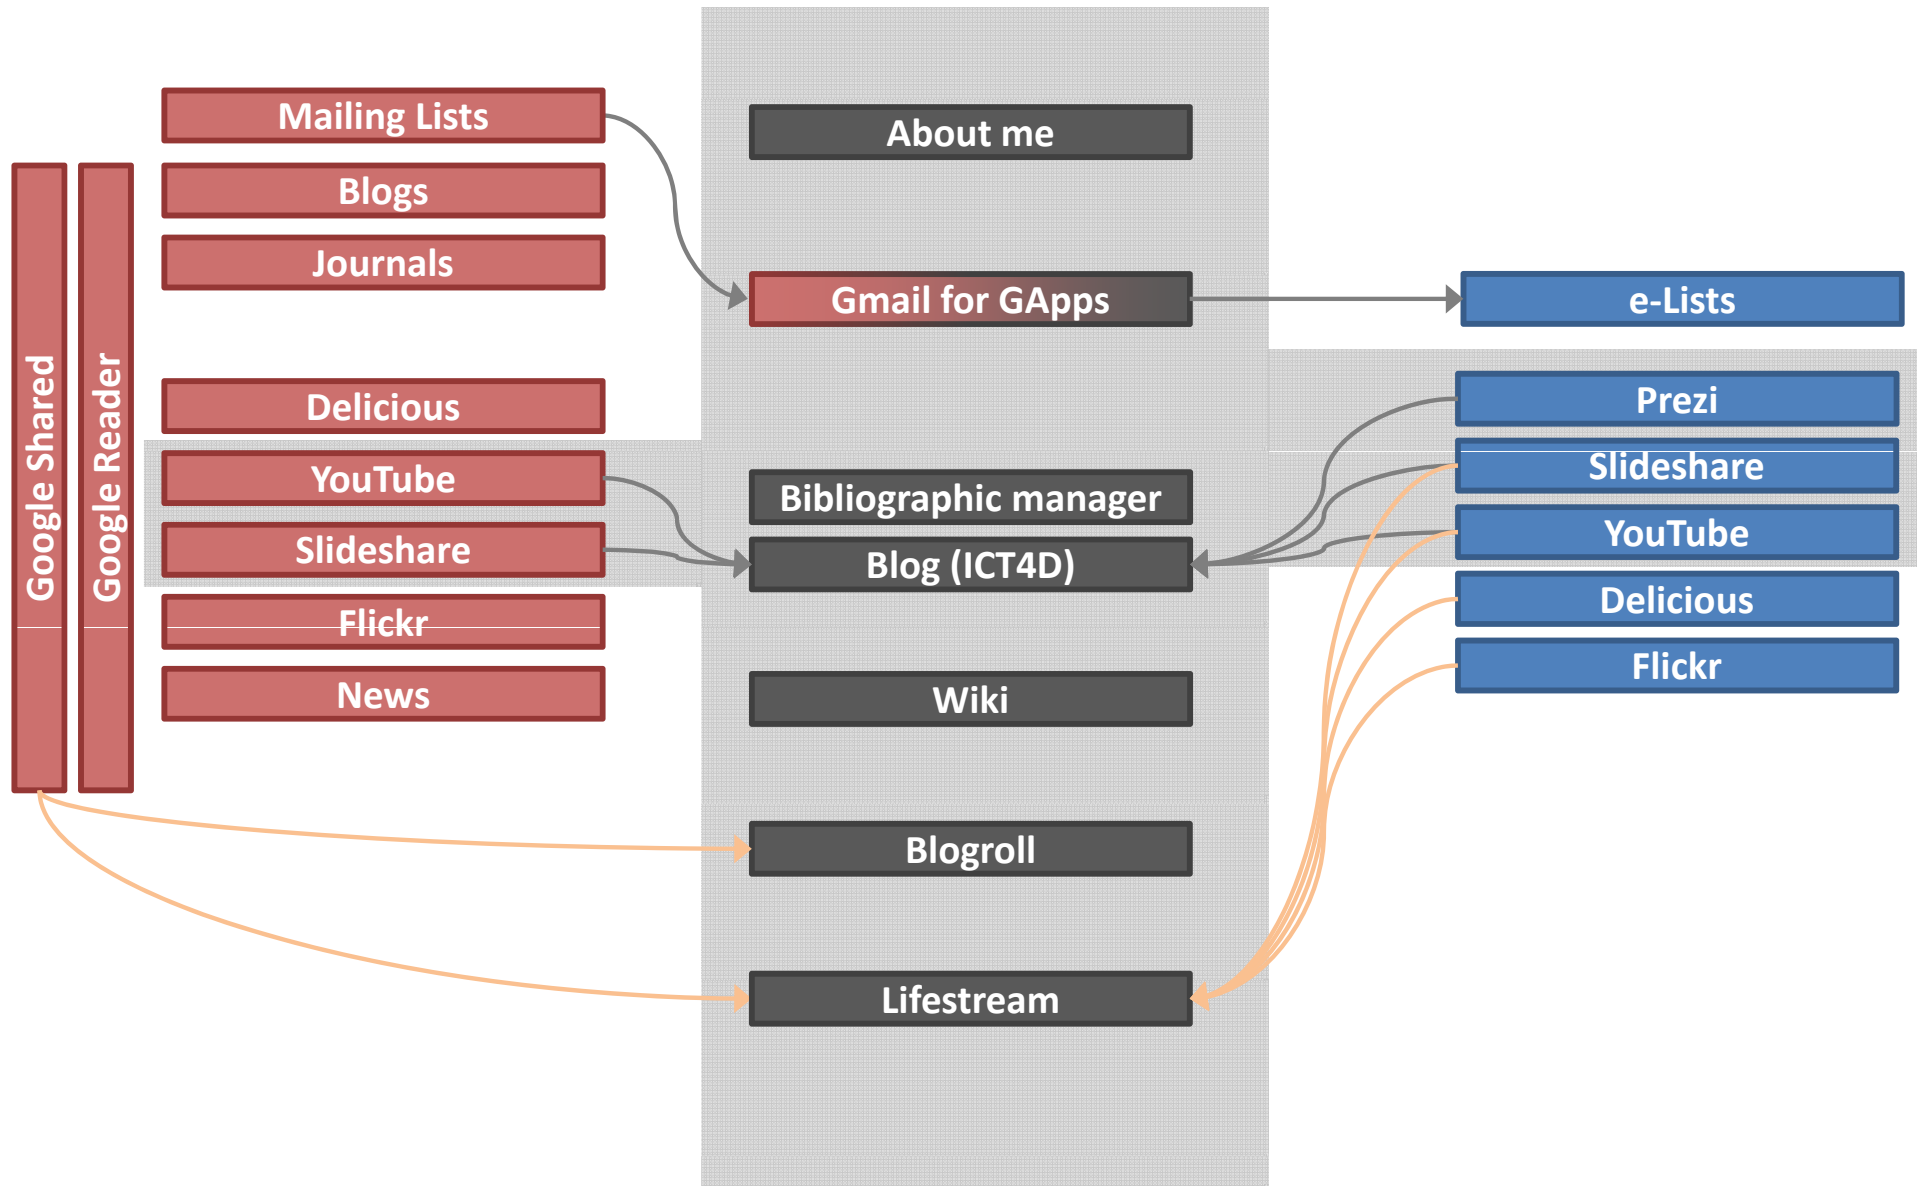 Google Shared
Google Reader
Mailing Lists
Blogs
Journals
Delicious
YouTube
Slideshare
Flickr
News
About me
Gmail for GApps
Bibliographic manager
Blog (ICT4D)
Wiki
Blogroll
Lifestream
e-Lists
Prezi
Slideshare
YouTube
Delicious
Flickr